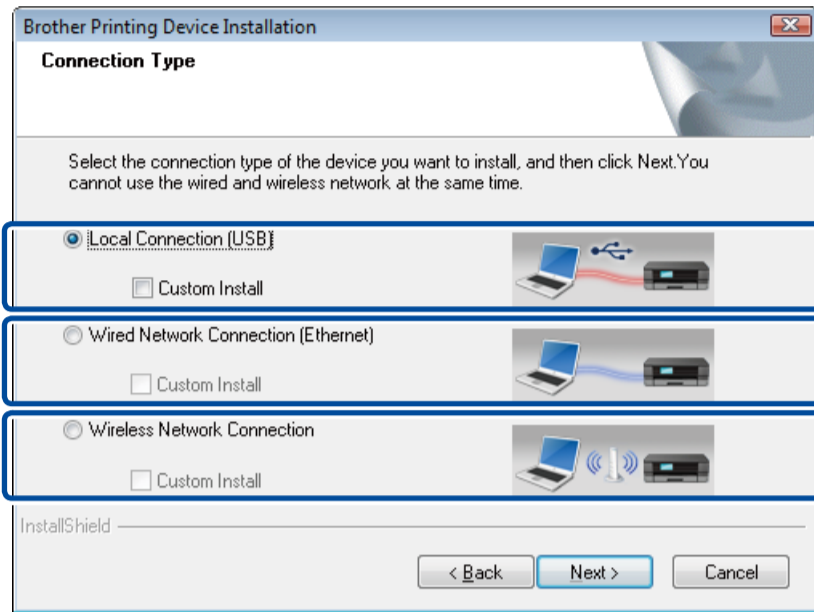 Brother Printing Device Installation
Connection Type
Select the connection type of the device you want to install, and then click Next.You
cannot use the wired and wireless network at the same time.
Local Connection (USB)
Custom Install
Wired Network Connection (Ethernet)
Custom Install
Wireless Network Connection
Custom Install
InstallShield
< Back Next > Cancel